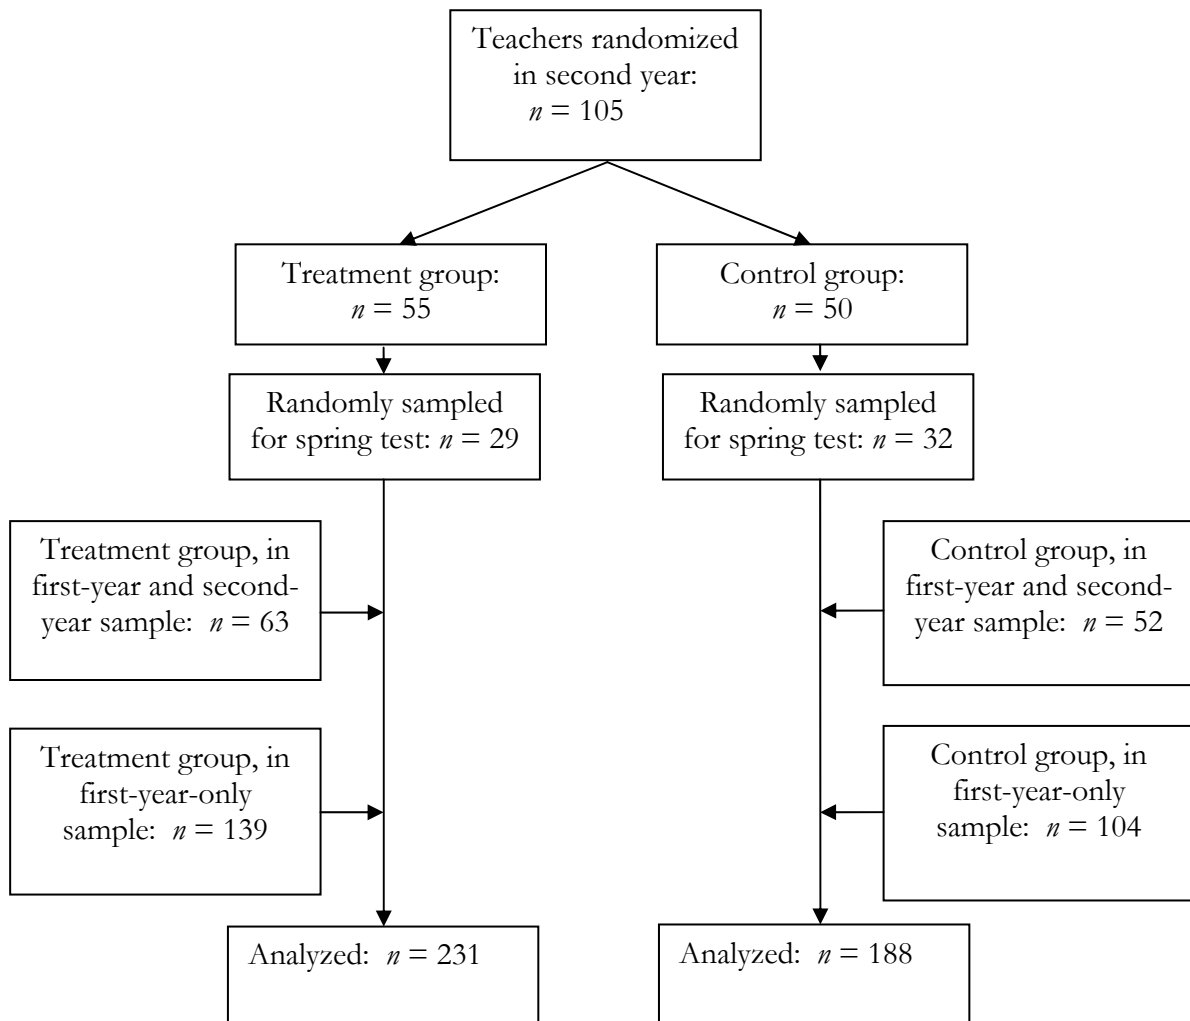 Teachers randomized
in second year:
n = 105
Treatment group:
n = 55
Control group:
n = 50
Randomly sampled
for spring test: n = 29
Randomly sampled
for spring test: n = 32
Treatment group, in
first-year and second-
year sample: n = 63
Control group, in
first-year and second-
year sample: n = 52
Treatment group, in
first-year-only
sample: n = 139
Control group, in
first-year-only
sample: n = 104
Analyzed: n = 231
Analyzed: n = 188